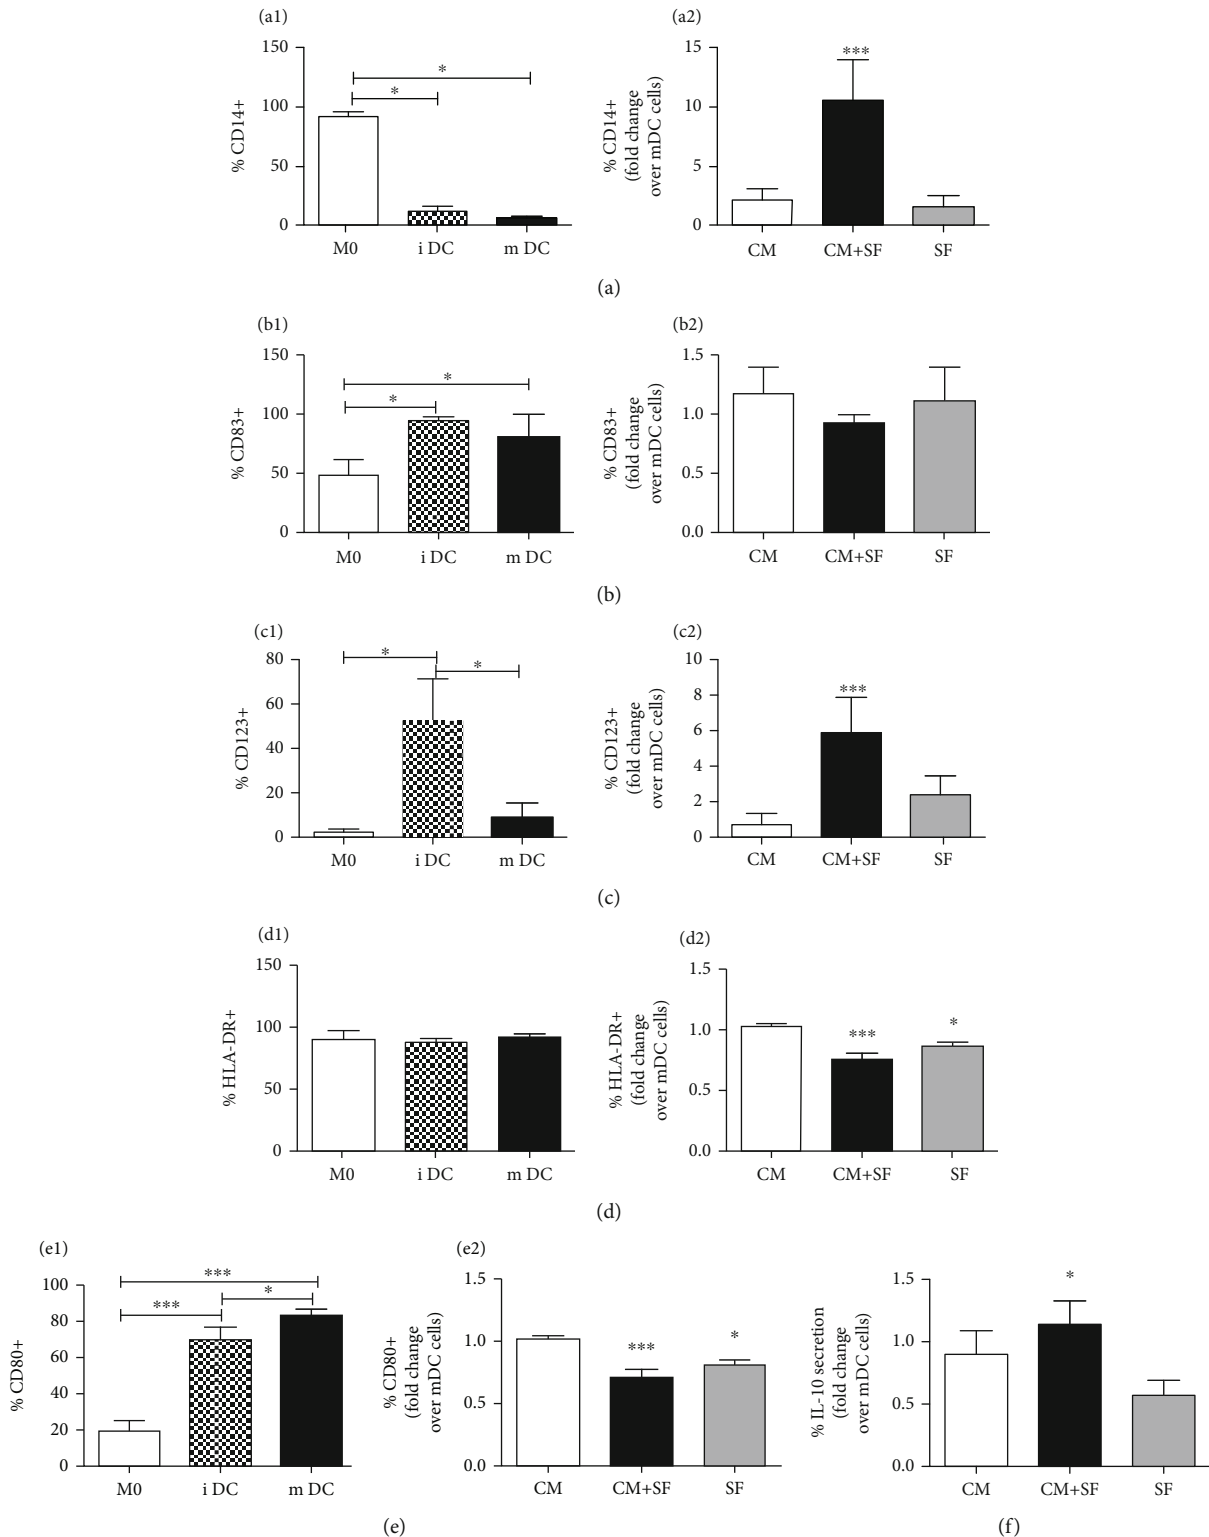 (a1)
% CD14+
150
100
50
0
*
*
M0 i DC m DC
(a2)
% CD14+
(fold change
over mDC cells)
15
10
5
0
***
CM CM+SF SF
(a)
(b1)
% CD83+
150
100
50
0
*
*
M0 i DC m DC
(b2)
% CD83+
(fold change
over mDC cells)
1.5
1.0
0.5
0.0
CM CM+SF SF
(b)
(c1)
% CD123+
80
60
40
20
0
* *
M0 i DC m DC
(c2)
% CD123+
(fold change
over mDC cells)
10
8
6
4
2
0
***
CM CM+SF SF
(c)
(d1)
% HLA-DR+
150
100
50
0
M0 i DC m DC
(d2)
% HLA-DR+
(fold change
over mDC cells)
1.5
1.0
0.5
0.0
*** *
CM CM+SF SF
(d)
(e1)
% CD80+
100
80
60
40
20
0
***
*** *
M0 i DC m DC
(e2)
% CD80+
(fold change
over mDC cells)
1.5
1.0
0.5
0.0
*** *
CM CM+SF SF
(e)
% IL-10 secretion
(fold change
over mDC cells)
1.5
1.0
0.5
0.0
*
CM CM+SF SF
(f)